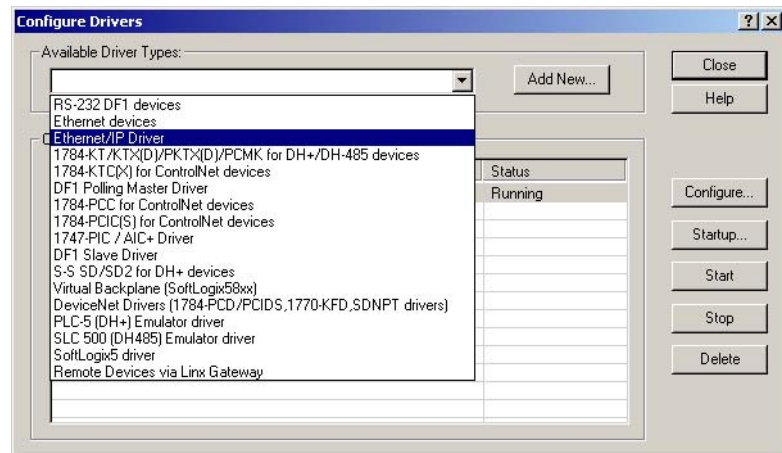 Configure Drivers
Available Driver Types:
Add New...
Close
Help
RS-232 DF1 devices
Ethernet devices
Ethernet/IP Driver
1784-KT/KTX(D)/PKTX(D)/PCMK for DH+/DH-485 devices
1784-KTC(X) for ControlNet devices
DF1 Polling Master Driver
1784-PCC for ControlNet devices
1784-PCIC(S) for ControlNet devices
1747-PIC / AIC+ Driver
DF1 Slave Driver
S-S SD/SD2 for DH+ devices
Virtual Backplane (SoftLogix58xx)
DeviceNet Drivers (1784-PCD/PCIDS,1770-KFD,SDNPT drivers)
PLC-5 (DH+) Emulator driver
SLC 500 (DH485) Emulator driver
SoftLogix5 driver
Remote Devices via Linx Gateway
Status
Running
Configure...
Startup...
Start
Stop
Delete